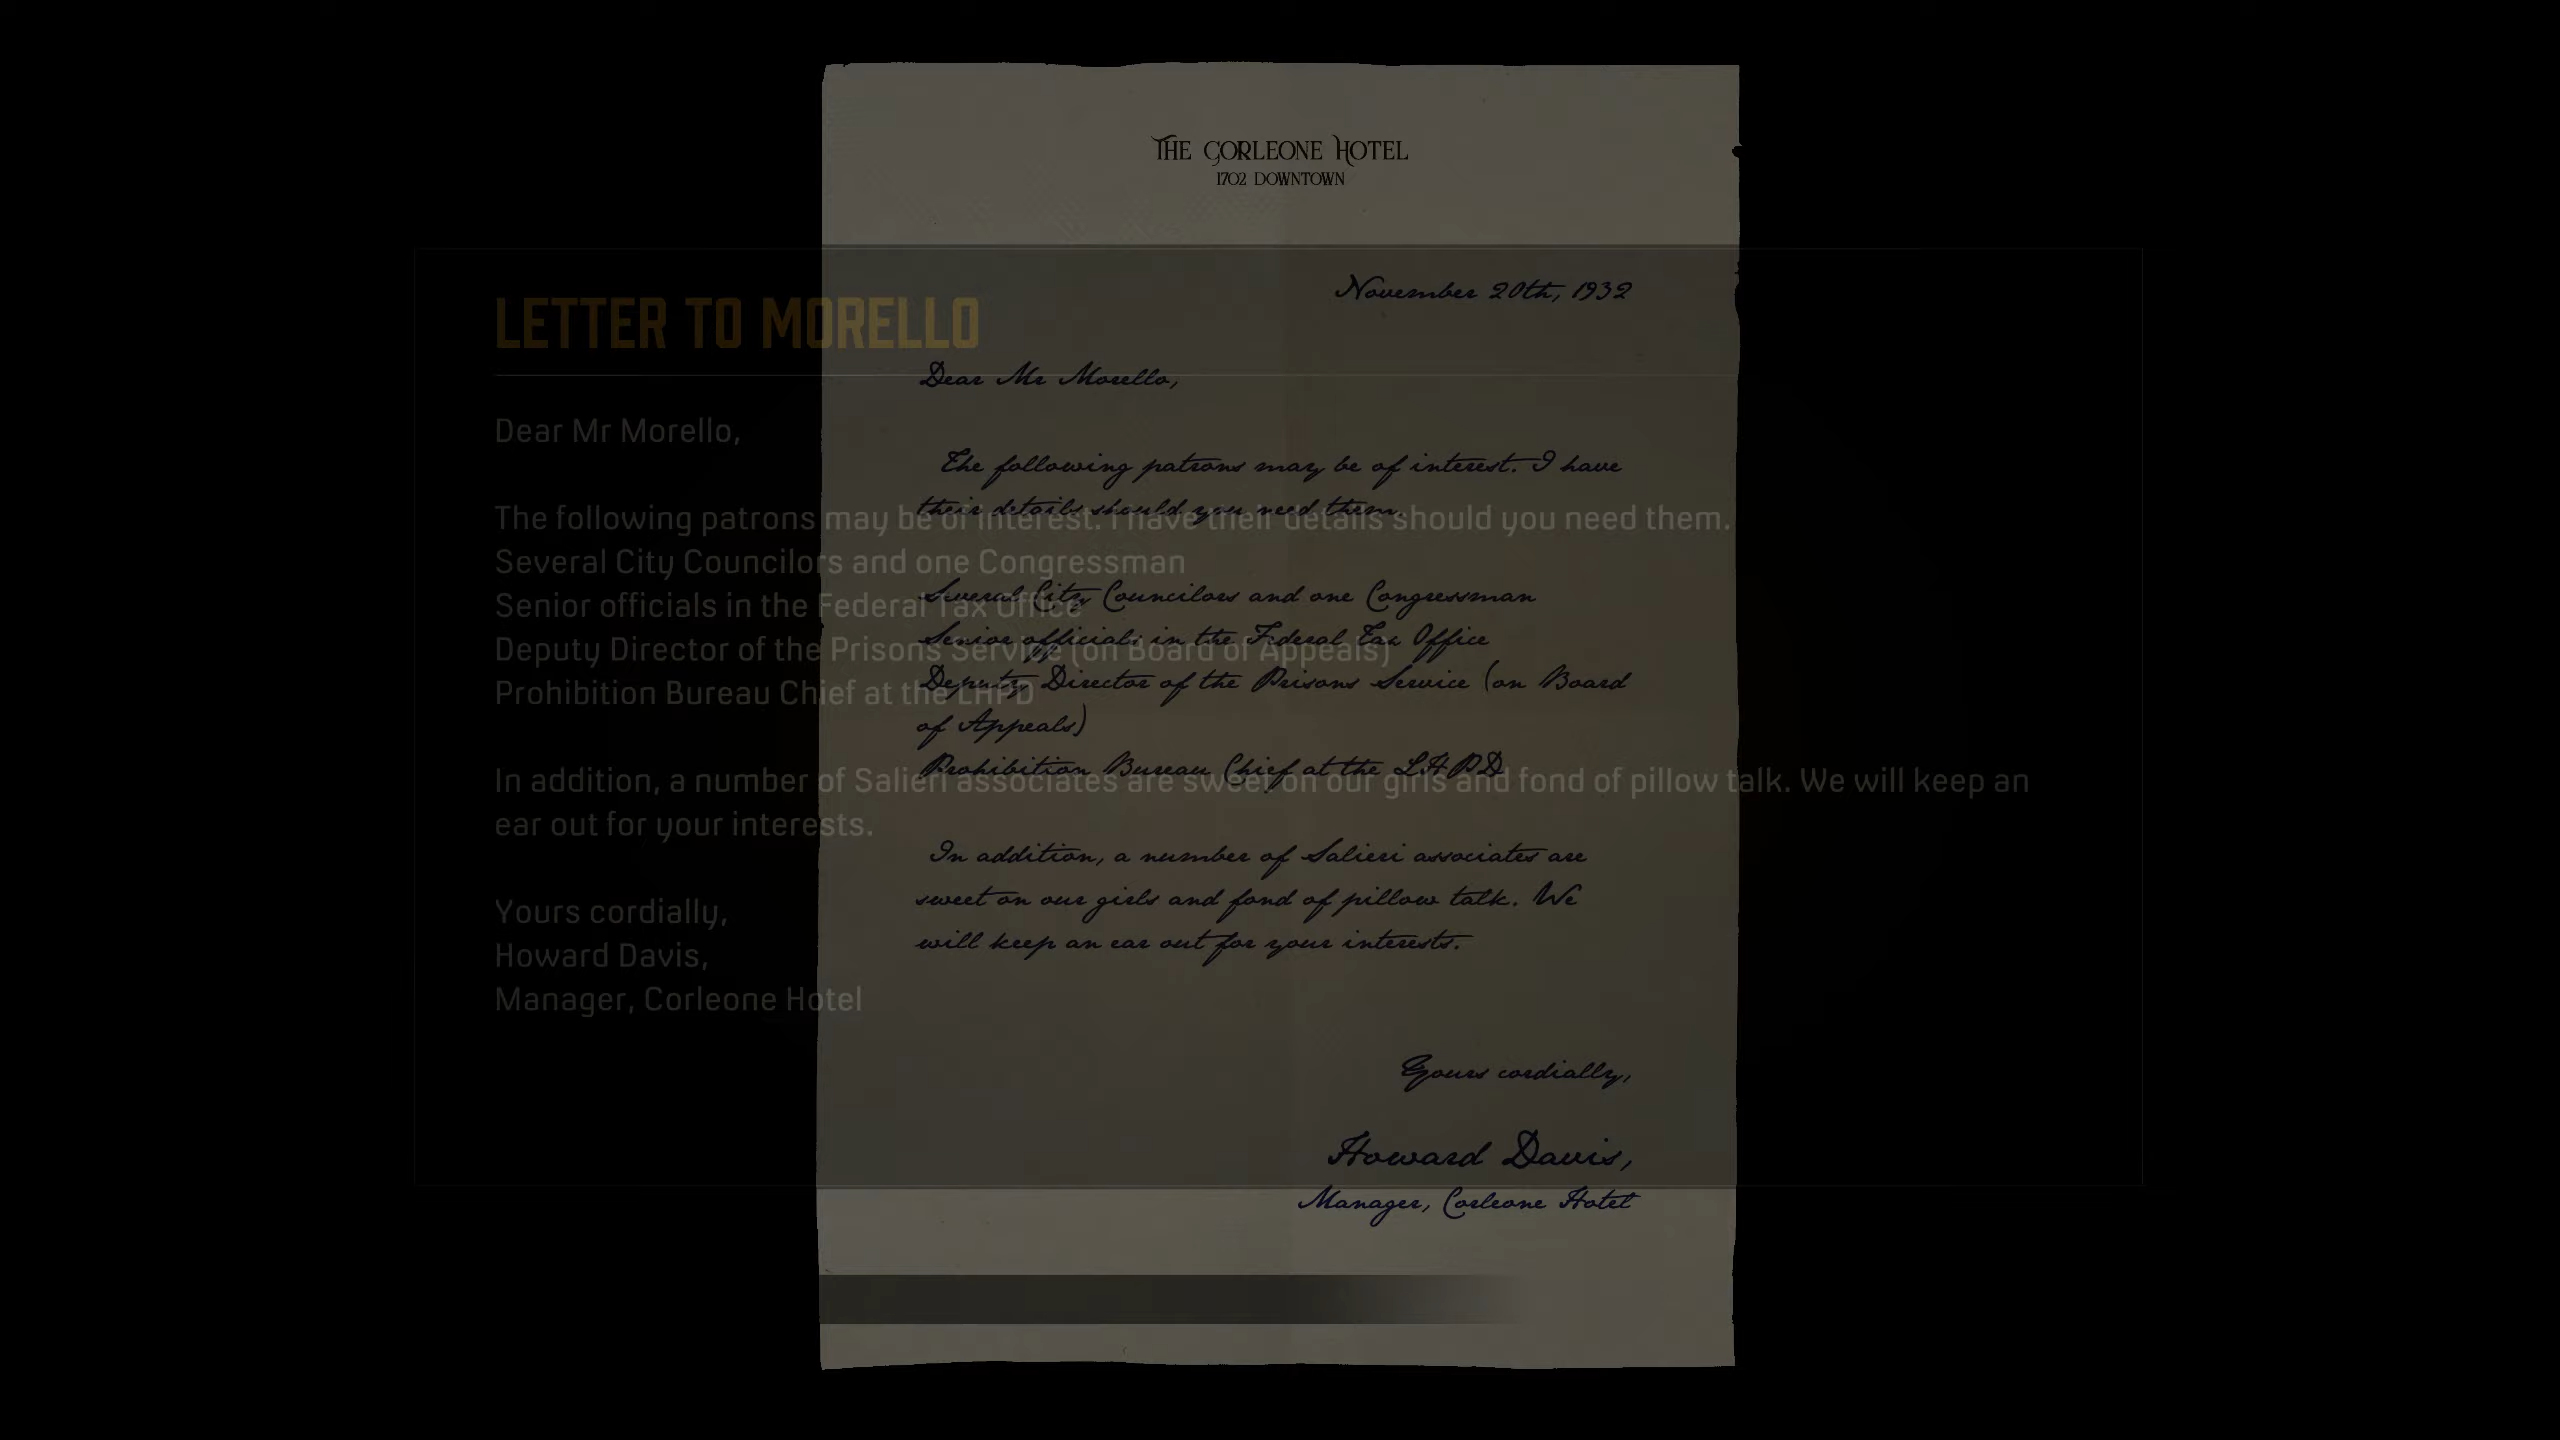 THE CORLEONE HOTEL
1702 DOWNTOWN
November 20th, 1932
Dear Mr Morello,
The following patrons may be of interest. I have
their details should you need them.
Several City Councilors and one Congressman
Senior officials in the Federal Tax Office
Deputy Director of the Prisons Service (on Board
of Appeals)
Prohibition Bureau Chief at the LHPD
In addition, a number of Salieri associates are
sweet on our girls and fond of pillow talk. We
will keep an ear out for your interests.
Yours cordially,
Howard Davis,
Manager, Corleone Hotel
LETTER TO MORELLO
Dear Mr Morello,
The following patrons may be of interest. I have their details should you need them.
Several City Councilors and one Congressman
Senior officials in the Federal Tax Office
Deputy Director of the Prisons Service (on Board of Appeals)
Prohibition Bureau Chief at the LHPD
In addition, a number of Salieri associates are sweet on our girls and fond of pillow talk. We will keep an
ear out for your interests.
Yours cordially,
Howard Davis,
Manager, Corleone Hotel